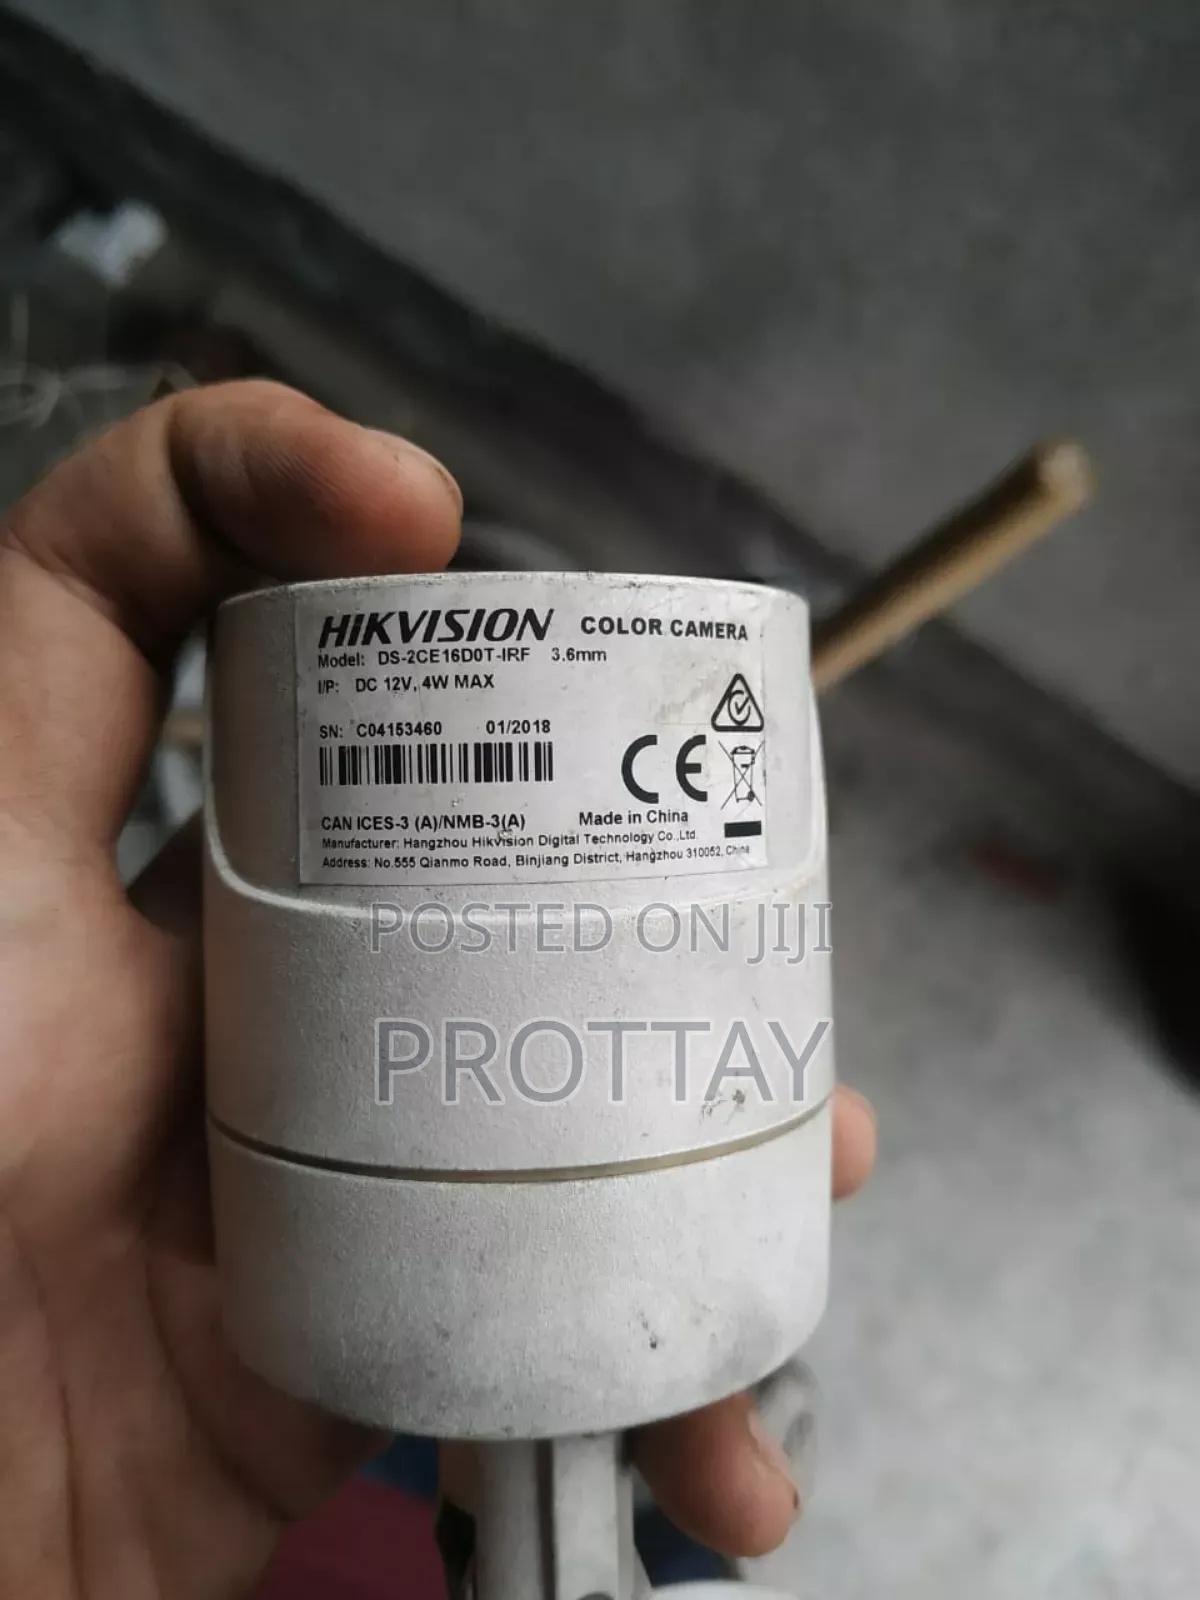 HIKVISION COLOR CAMERA
Model: DS-2CE16D0T-IRF 3.6mm
I/P: DC 12V, 4W MAX
SN: C04153460 01/2018
CE
CAN ICES-3 (A)/NMB-3(A) Made in China
Manufacturer: Hangzhou Hikvision Digital Technology Co.,Ltd.
Address: No.555 Qianmo Road, Binjiang District, Hangzhou 310052, China
POSTED ON JIJI
PROTTAY